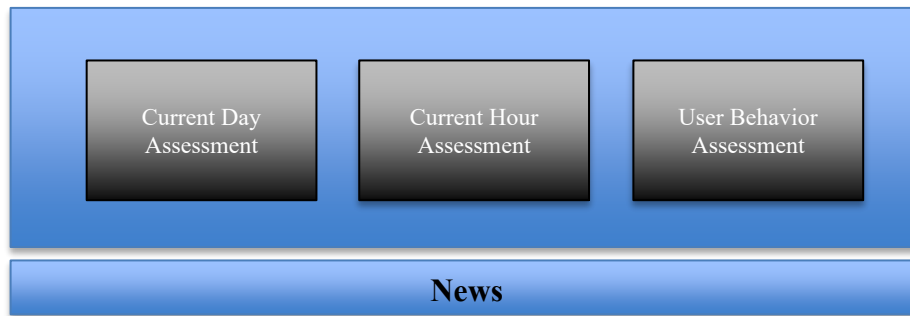 Current Day
Assessment
Current Hour
Assessment
User Behavior
Assessment
News